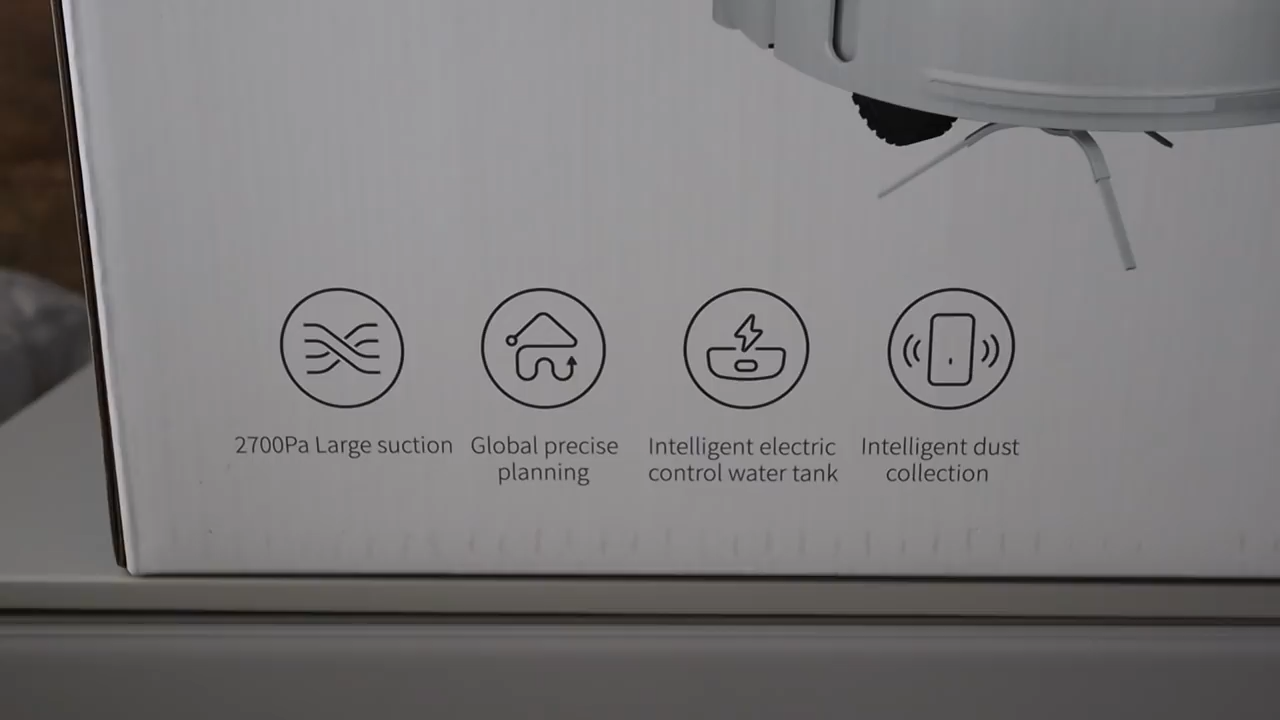 2700Pa Large suction
Global precise
planning
Intelligent electric
control water tank
Intelligent dust
collection